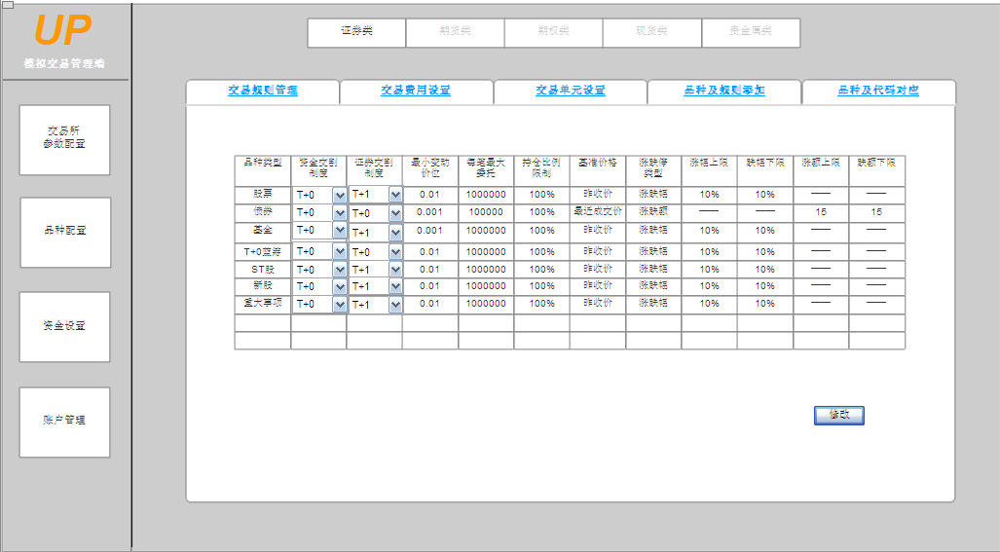 UP
模拟交易管理端
证券类 期货类 期权类 现货类 贵金属类
交易所
参数配置
品种配置
资金设置
账户管理
交易规则管理 交易费用设置 交易单元设置 品种及规则添加 品种及代码对应
品种类型 资金交割制度 证券交割制度 最小变动价位 每笔最大委托 持仓比例限制 基准价格 涨跌停类型 涨幅上限 跌幅下限 涨额上限 跌额下限
股票 T+0 T+1 0.01 1000000 100% 昨收价 涨跌幅 10% 10% —— ——
债券 T+0 T+0 0.001 100000 100% 最近成交价 涨跌额 —— —— 15 15
基金 T+0 T+1 0.001 1000000 100% 昨收价 涨跌幅 10% 10% —— ——
T+0蓝筹 T+0 T+0 0.01 1000000 100% 昨收价 涨跌幅 10% 10% —— ——
ST股 T+0 T+1 0.01 1000000 100% 昨收价 涨跌幅 10% 10% —— ——
新股 T+0 T+1 0.01 1000000 100% 昨收价 涨跌幅 10% 10% —— ——
重大事项 T+0 T+1 0.01 1000000 100% 昨收价 涨跌幅 10% 10% —— ——
修改